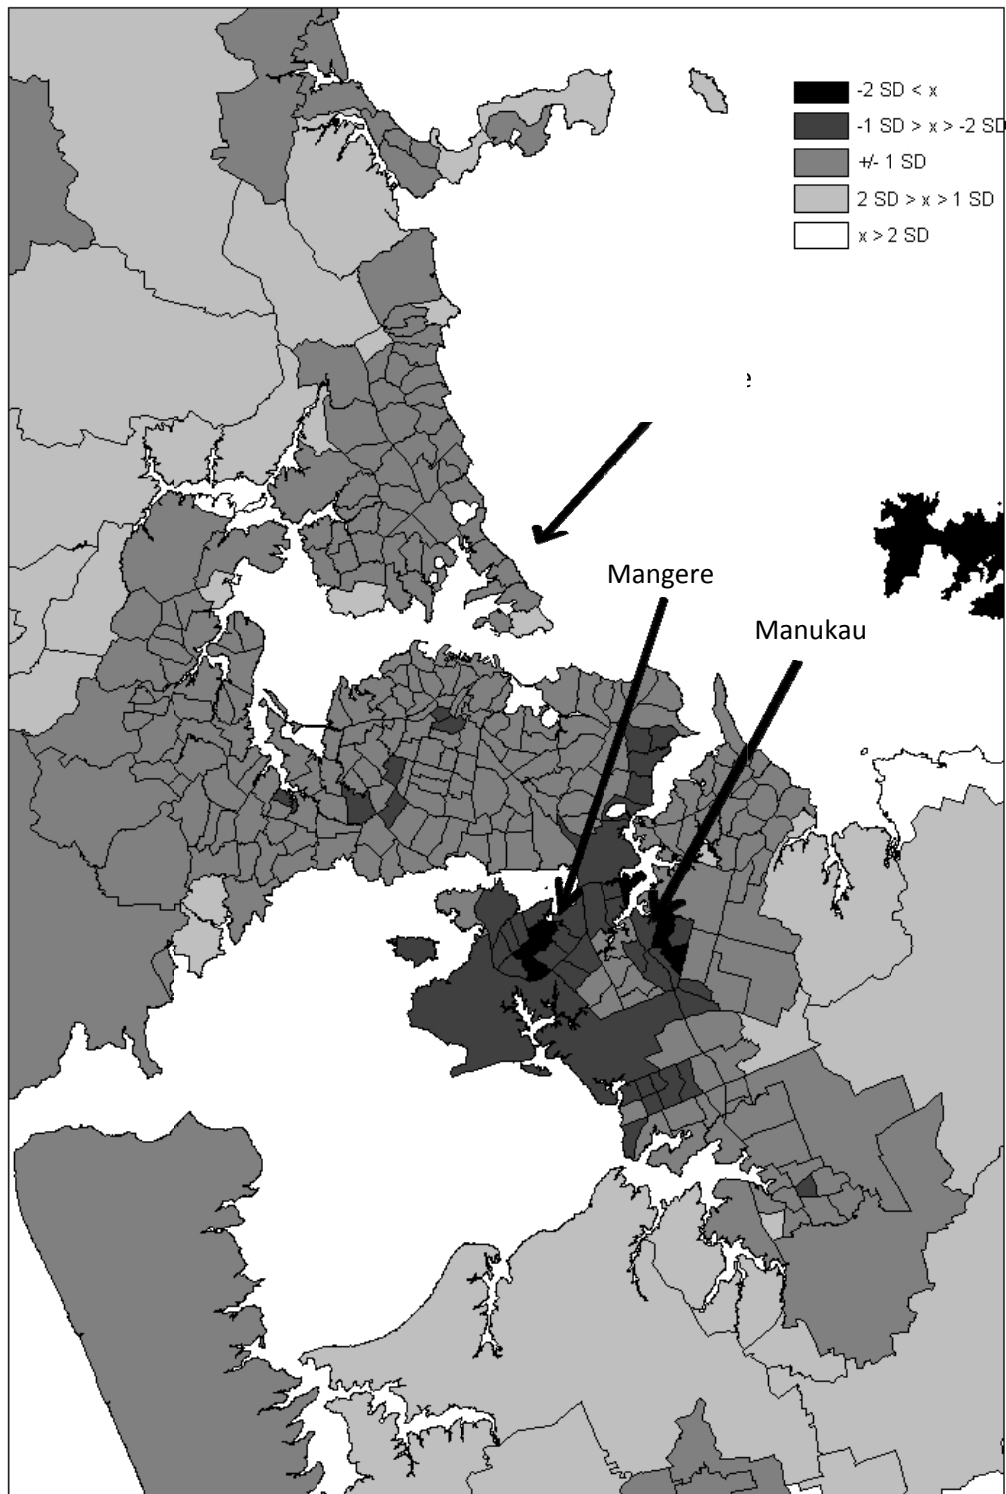 -2 SD < x
-1 SD > x > -2 SD
+/- 1 SD
2 SD > x > 1 SD
x > 2 SD
Mangere
Manukau